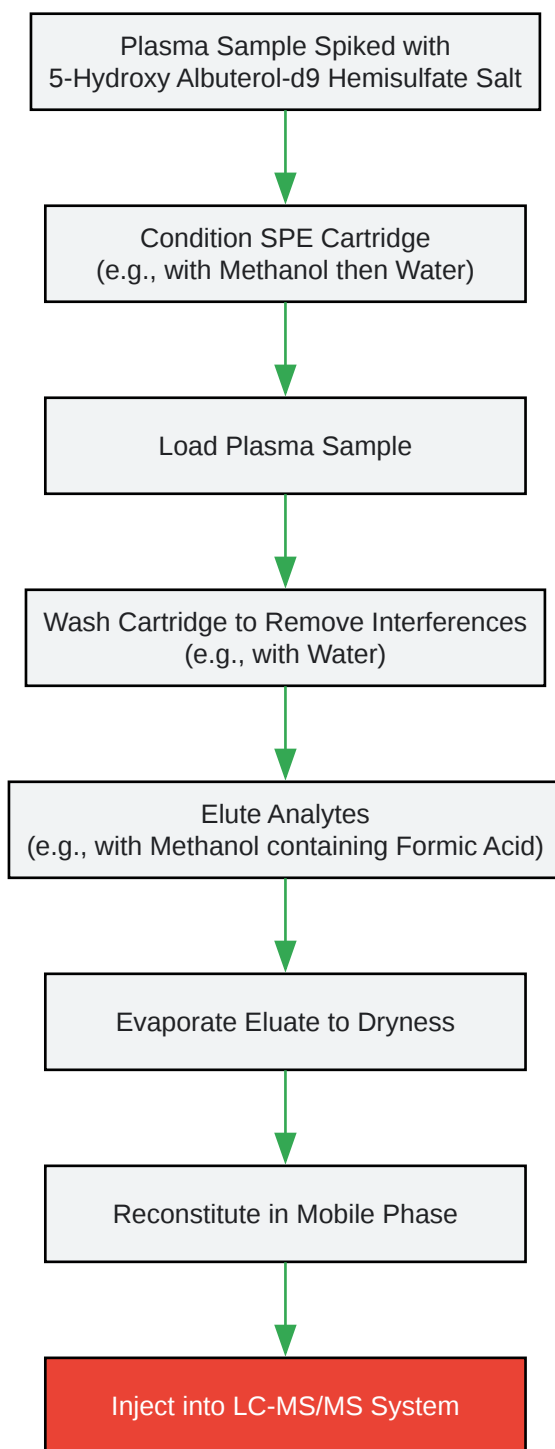 Plasma Sample Spiked with
5-Hydroxy Albuterol-d9 Hemisulfate Salt
Condition SPE Cartridge
(e.g., with Methanol then Water)
Load Plasma Sample
Wash Cartridge to Remove Interferences
(e.g., with Water)
Elute Analytes
(e.g., with Methanol containing Formic Acid)
Evaporate Eluate to Dryness
Reconstitute in Mobile Phase
Inject into LC-MS/MS System